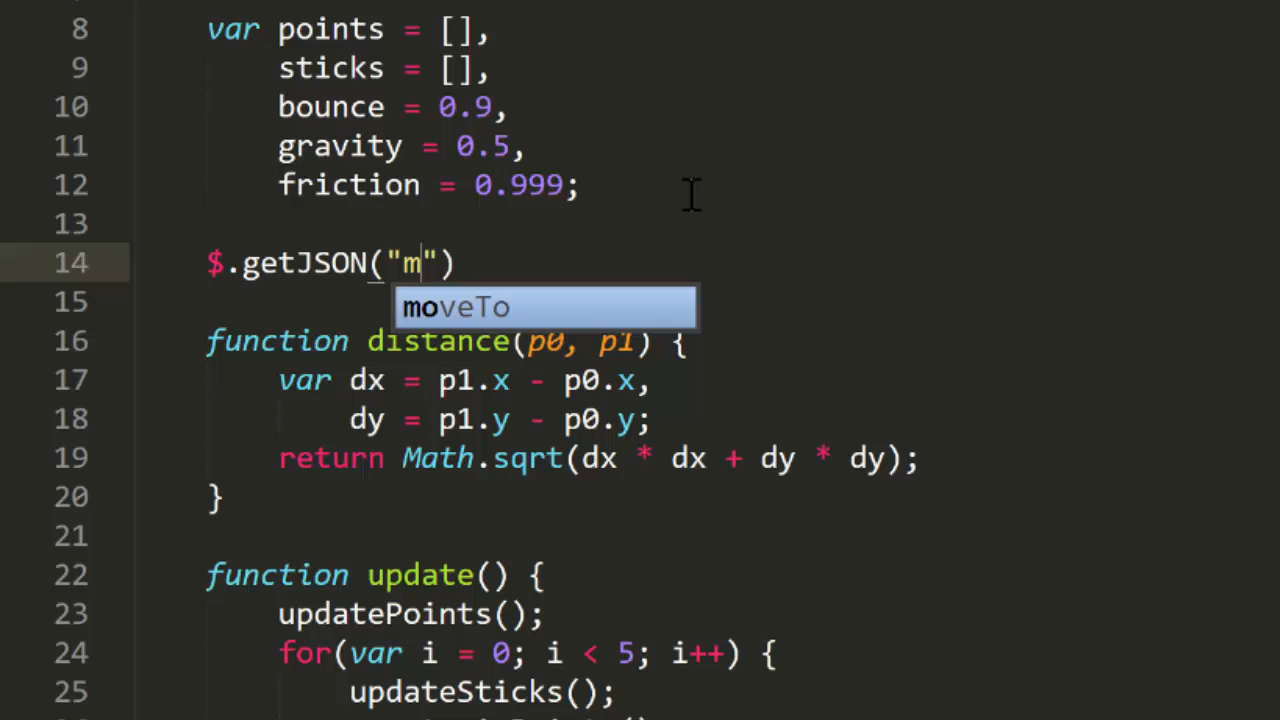 8 var points = [],
9 sticks = [],
10 bounce = 0.9,
11 gravity = 0.5,
12 friction = 0.999;
13
14 $.getJSON("m")
15 moveTo
16 function distance(p0, p1) {
17 var dx = p1.x - p0.x,
18 dy = p1.y - p0.y;
19 return Math.sqrt(dx * dx + dy * dy);
20 }
21
22 function update() {
23 updatePoints();
24 for(var i = 0; i < 5; i++) {
25 updateSticks();